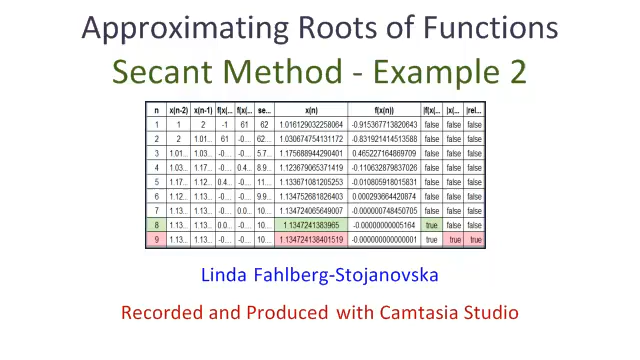 Approximating Roots of Functions
Secant Method - Example 2
n x(n-2) x(n-1) f(x(... f(x(... se... x(n) f(x(n)) |f(x(... |x(... |rel...
1 1 2 -1 61 62 1.016129032258064 -0.915367713820643 false false false
2 2 1.01... 61 -0... 62... 1.030674754131172 -0.831921414513588 false false false
3 1.01... 1.03... -0... -0... 5.7... 1.175688944290401 0.465227164869709 false false false
4 1.03... 1.17... -0... 0.4... 8.9... 1.123679065371419 -0.110632879837026 false false false
5 1.17... 1.12... 0.4... -0... 11... 1.133671081205253 -0.010805918015831 false false false
6 1.12... 1.13... -0... -0... 9.9... 1.134752681826403 0.000293664420874 false false false
7 1.13... 1.13... -0... 0.0... 10... 1.134724065649007 -0.000000748450705 false false false
8 1.13... 1.13... 0.0... -0... 10... 1.1347241383965 -0.00000000005164 true false false
9 1.13... 1.13... -0... -0... 10... 1.134724138401519 -0.000000000000001 true true true
Linda Fahlberg-Stojanovska
Recorded and Produced with Camtasia Studio